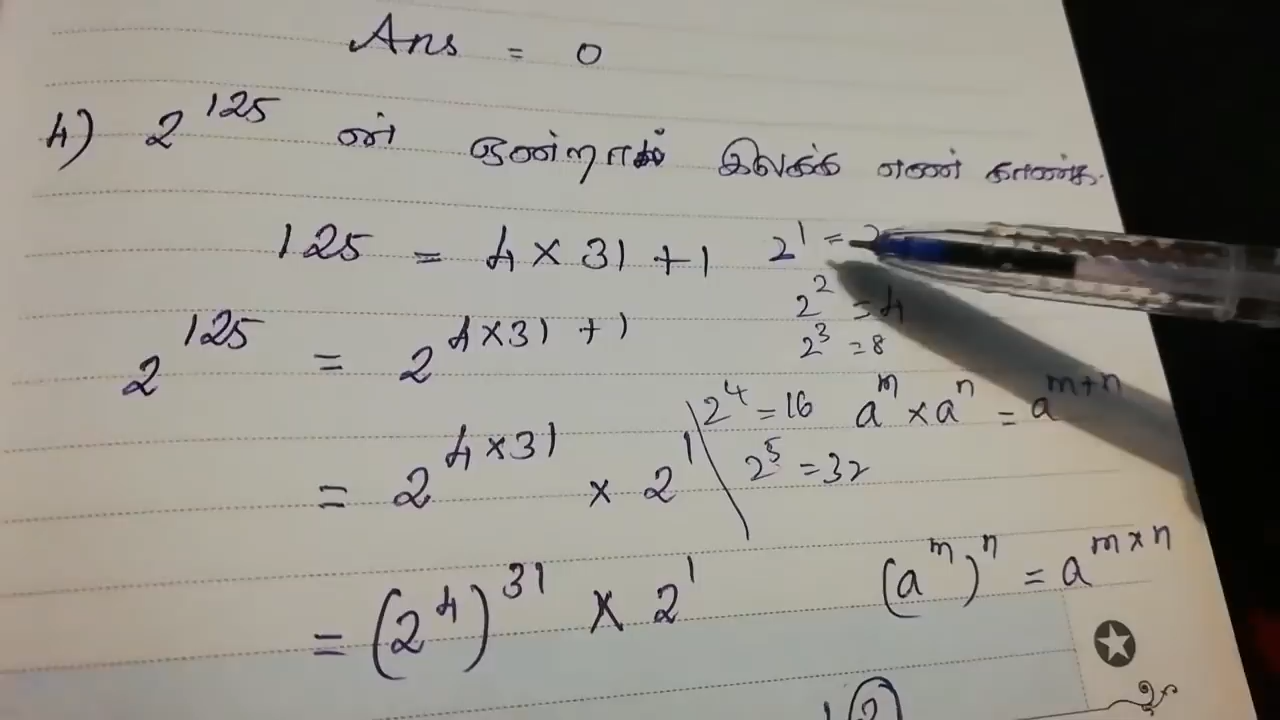 Ans = 0
4) 2^125 ன் ஒன்றாம் இலக்க எண் காண்க.
125 = 4 × 31 + 1
2^1 =
2^2 = 4
2^3 = 8
2^125 = 2^(4×31 + 1)
2^4 = 16 a^m × a^n = a^(m+n)
= 2^(4×31) × 2^1
2^5 = 32
= (2^4)^31 × 2^1
(a^m)^n = a^(m×n)